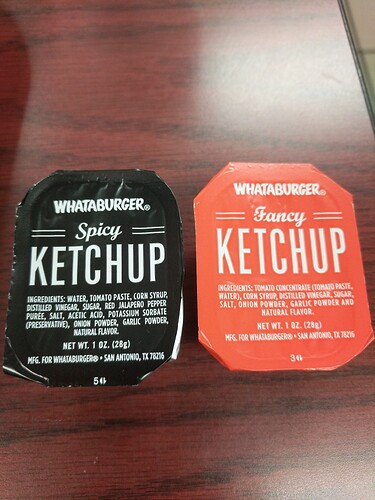 WHATABURGER®
Spicy
KETCHUP
INGREDIENTS: WATER, TOMATO PASTE, CORN SYRUP,
DISTILLED VINEGAR, SUGAR, RED JALAPEÑO PEPPER
PUREE, SALT, ACETIC ACID, POTASSIUM SORBATE
(PRESERVATIVE), ONION POWDER, GARLIC POWDER,
NATURAL FLAVOR.
NET WT. 1 OZ. (28g)
MFG. FOR WHATABURGER® • SAN ANTONIO, TX 78216
WHATABURGER®
Fancy
KETCHUP
INGREDIENTS: TOMATO CONCENTRATE (TOMATO PASTE,
WATER), CORN SYRUP, DISTILLED VINEGAR, SUGAR,
SALT, ONION POWDER, GARLIC POWDER AND
NATURAL FLAVOR.
NET WT. 1 OZ. (28g)
MFG. FOR WHATABURGER® • SAN ANTONIO, TX 78216